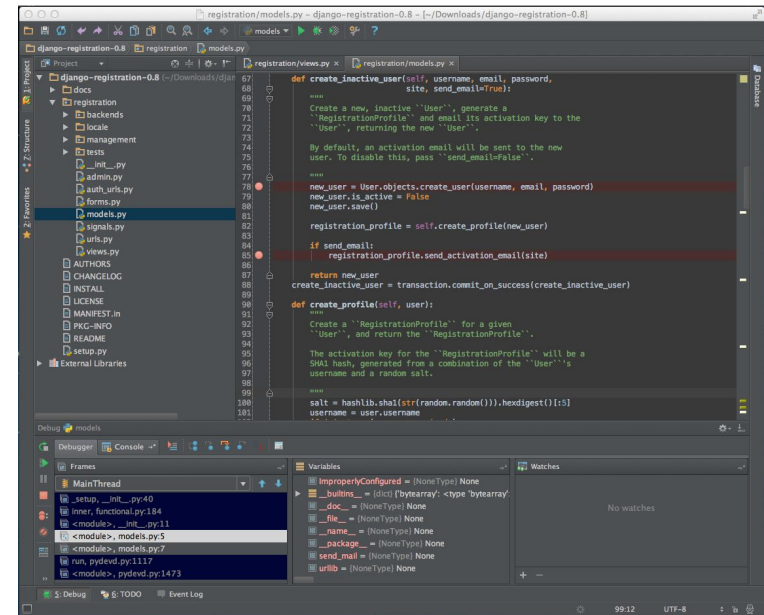 registration/models.py - django-registration-0.8 - [~/Downloads/django-registration-0.8]
models
django-registration-0.8 registration models.py
1: Project
Z: Structure
2: Favorites
Database
Project
django-registration-0.8 (~/Downloads/djan
docs
registration
backends
locale
management
tests
__init__.py
admin.py
auth_urls.py
forms.py
models.py
signals.py
urls.py
views.py
AUTHORS
CHANGELOG
INSTALL
LICENSE
MANIFEST.in
PKG-INFO
README
setup.py
External Libraries
registration/views.py × registration/models.py ×
67 def create_inactive_user(self, username, email, password,
68 site, send_email=True):
69 """
70 Create a new, inactive ``User``, generate a
71 ``RegistrationProfile`` and email its activation key to the
72 ``User``, returning the new ``User``.
73
74 By default, an activation email will be sent to the new
75 user. To disable this, pass ``send_email=False``.
76
77 """
78 new_user = User.objects.create_user(username, email, password)
79 new_user.is_active = False
80 new_user.save()
81
82 registration_profile = self.create_profile(new_user)
83
84 if send_email:
85 registration_profile.send_activation_email(site)
86
87 return new_user
88 create_inactive_user = transaction.commit_on_success(create_inactive_user)
89
90 def create_profile(self, user):
91 """
92 Create a ``RegistrationProfile`` for a given
93 ``User``, and return the ``RegistrationProfile``.
94
95 The activation key for the ``RegistrationProfile`` will be a
96 SHA1 hash, generated from a combination of the ``User``'s
97 username and a random salt.
98
99 """
100 salt = hashlib.sha1(str(random.random())).hexdigest()[:5]
101 username = user.username
Debug models
Debugger Console
Frames
MainThread
_setup, __init__.py:40
inner, functional.py:184
<module>, __init__.py:11
<module>, models.py:5
<module>, models.py:7
run, pydevd.py:1117
<module>, pydevd.py:1473
Variables
ImproperlyConfigured = {NoneType} None
__builtins__ = {dict} {'bytearray': <type 'bytearray'
__doc__ = {NoneType} None
__file__ = {NoneType} None
__name__ = {NoneType} None
__package__ = {NoneType} None
send_mail = {NoneType} None
urllib = {NoneType} None
Watches
No watches
5: Debug 6: TODO Event Log
99:12 UTF-8